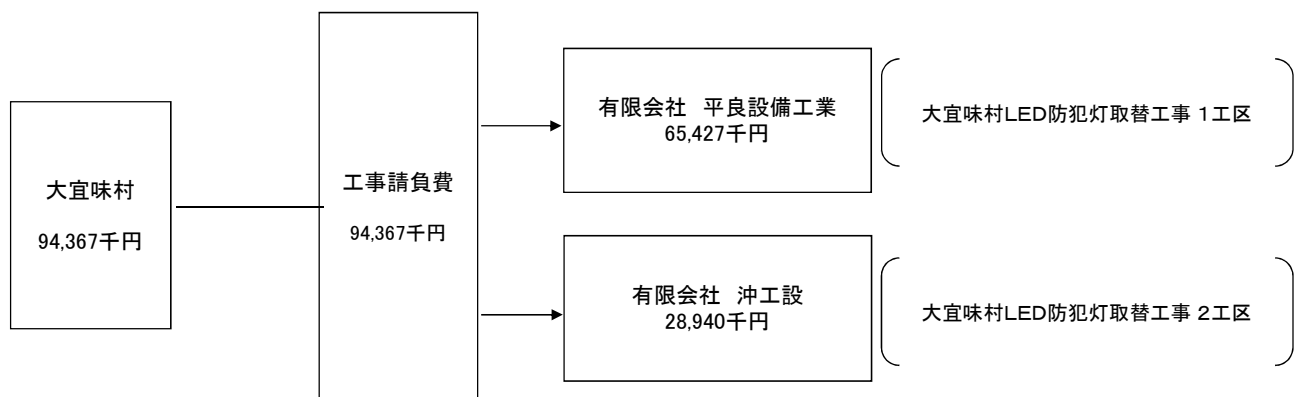 大宜味村
94,367千円
工事請負費
94,367千円
有限会社　平良設備工業
65,427千円
大宜味村LED防犯灯取替工事 1工区
有限会社　沖工設
28,940千円
大宜味村LED防犯灯取替工事 2工区